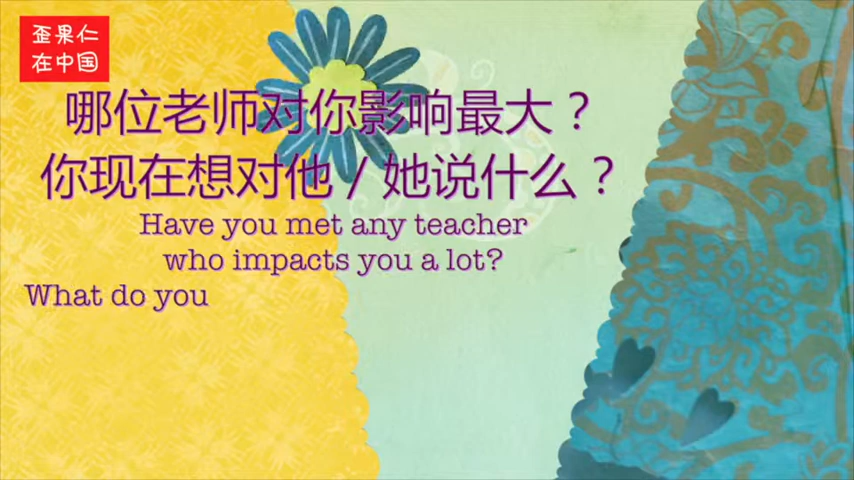 歪果仁
在中国
哪位老师对你影响最大？
你现在想对他/她说什么？
Have you met any teacher
who impacts you a lot?
What do you